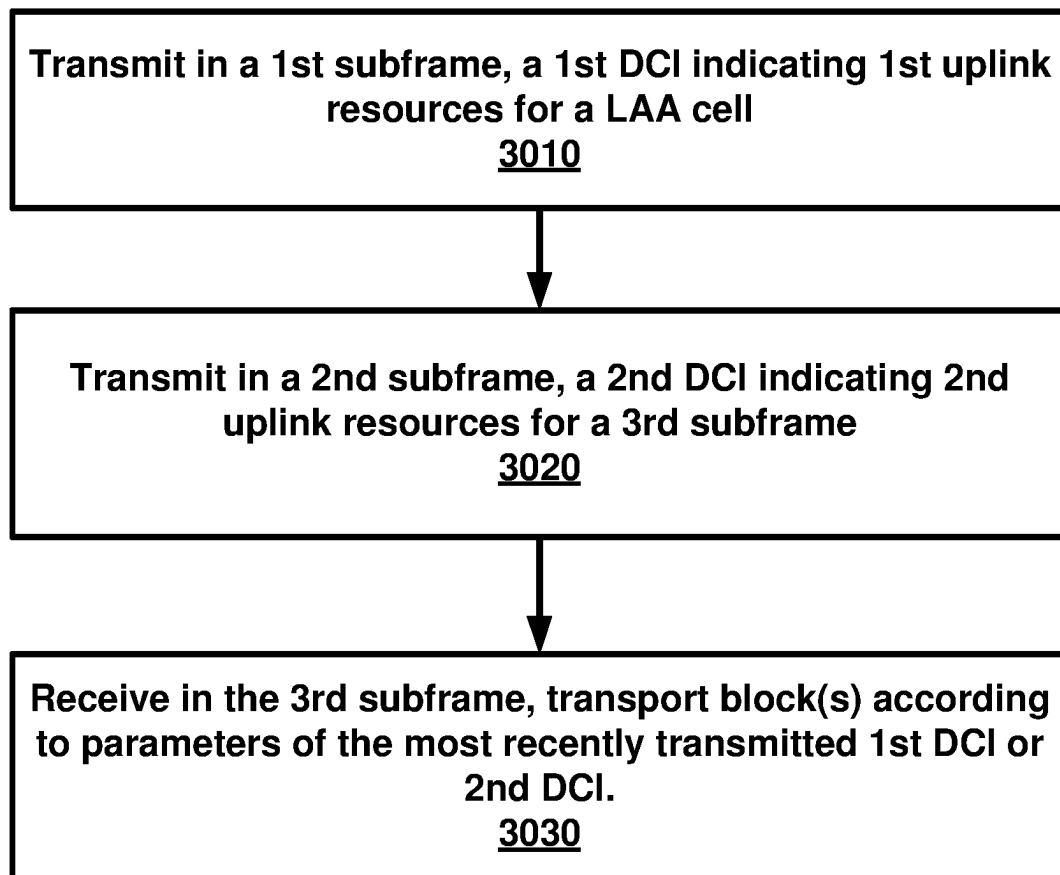 Transmit in a 1st subframe, a 1st DCI indicating 1st uplink
resources for a LAA cell
3010
Transmit in a 2nd subframe, a 2nd DCI indicating 2nd
uplink resources for a 3rd subframe
3020
Receive in the 3rd subframe, transport block(s) according
to parameters of the most recently transmitted 1st DCI or
2nd DCI.
3030